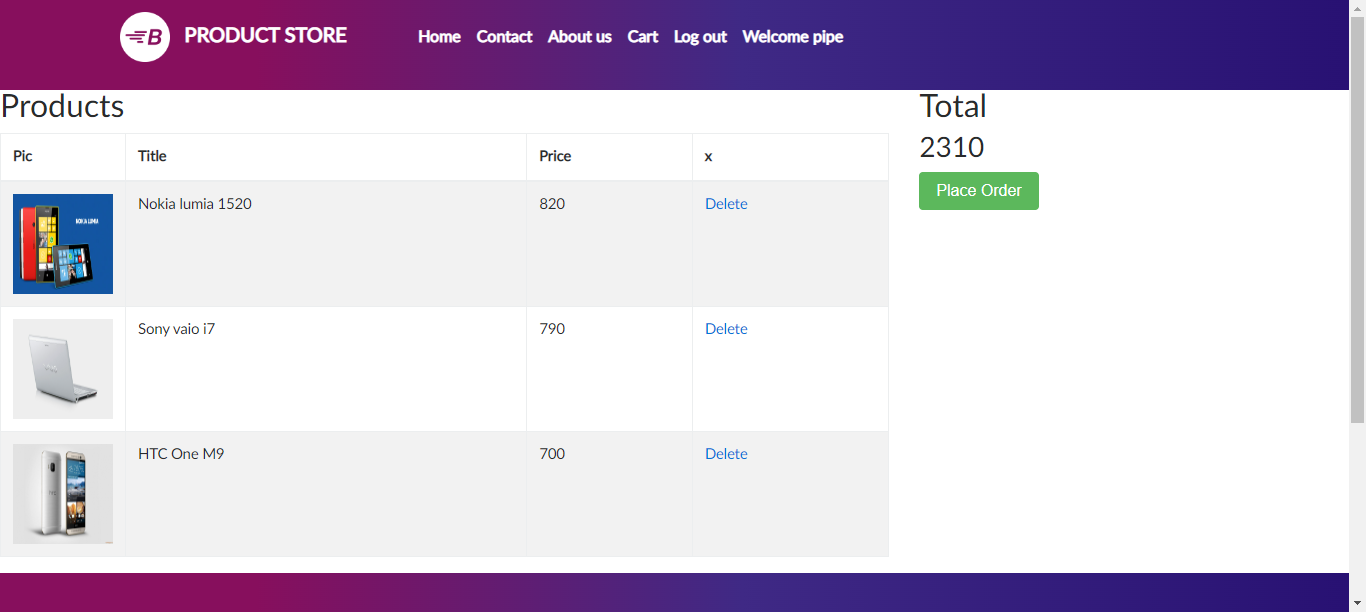 B PRODUCT STORE Home Contact About us Cart Log out Welcome pipe
Products
Total
2310
Place Order
Pic Title Price x
NOKIA LUMIA
Nokia lumia 1520 820 Delete
Sony vaio i7 790 Delete
HTC One M9 700 Delete